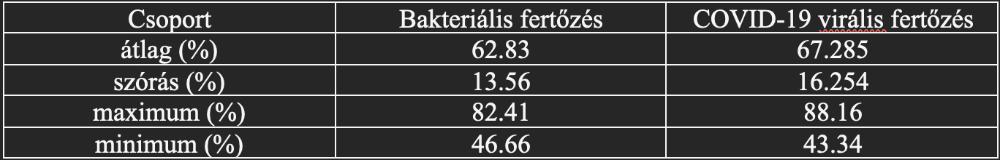 Csoport Bakteriális fertőzés COVID-19 virális fertőzés
átlag (%) 62.83 67.285
szórás (%) 13.56 16.254
maximum (%) 82.41 88.16
minimum (%) 46.66 43.34